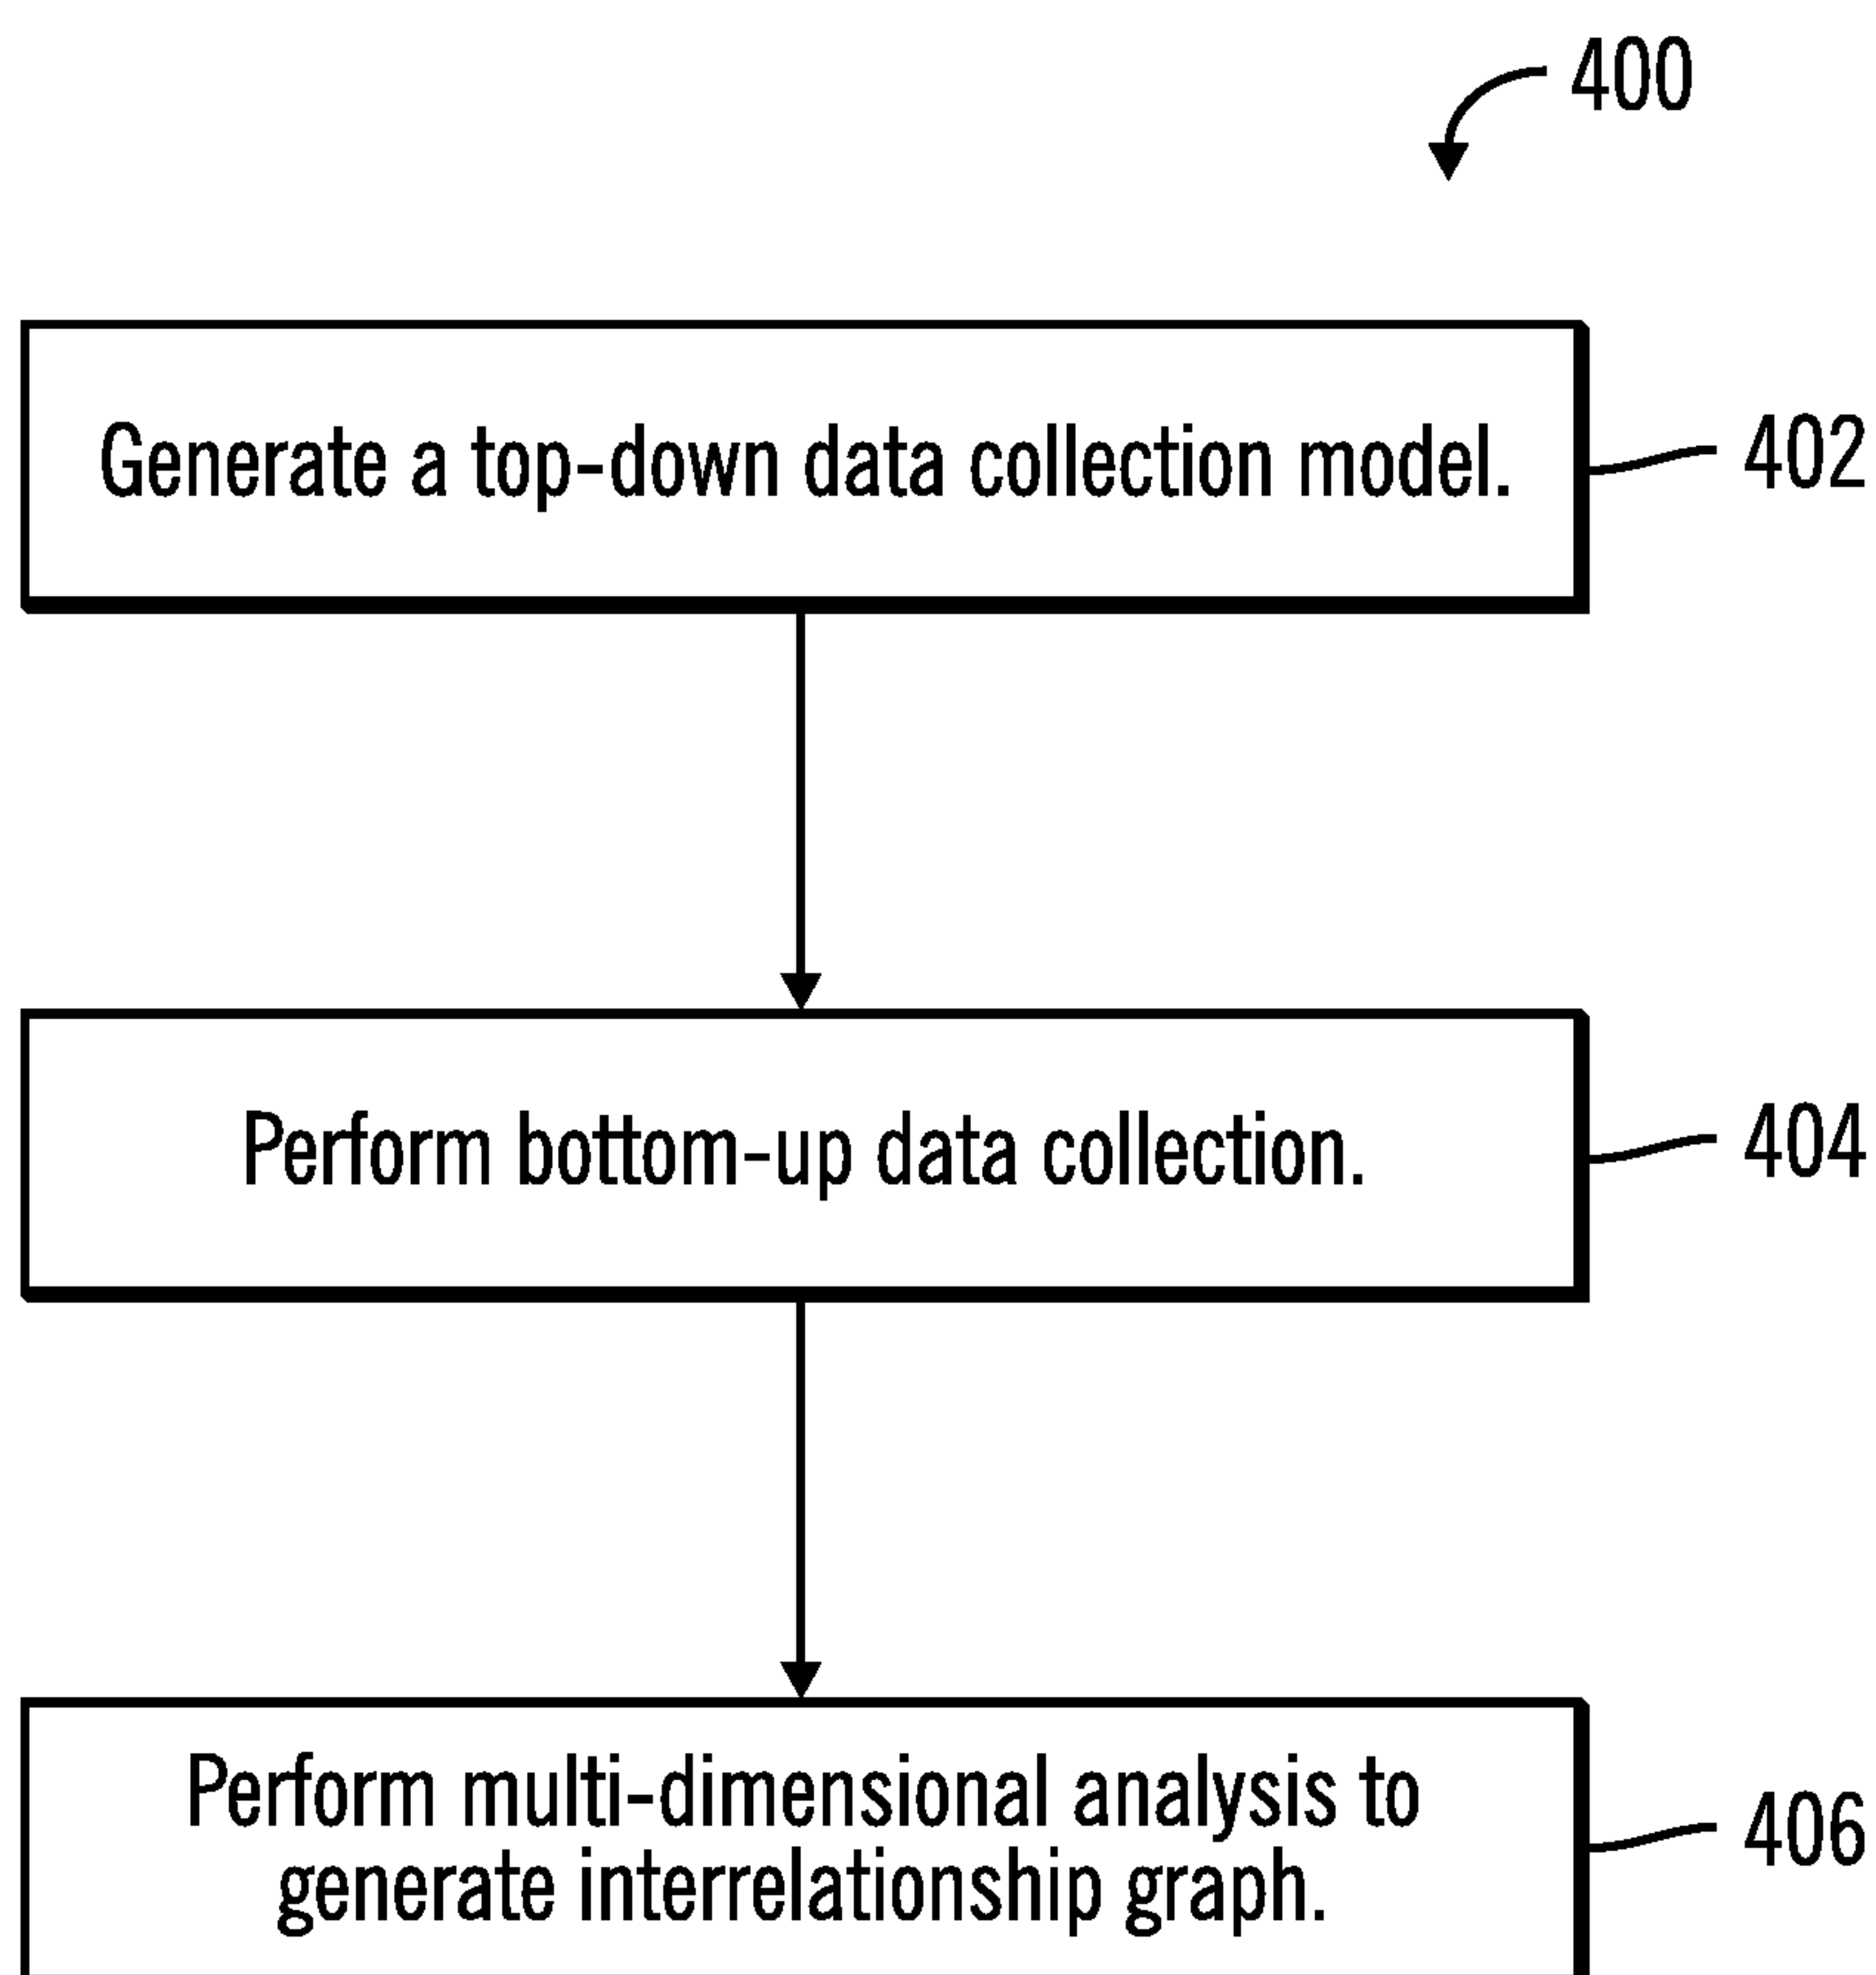 400
Generate a top-down data collection model.
402
Perform bottom-up data collection.
404
Perform multi-dimensional analysis to
generate interrelationship graph.
406